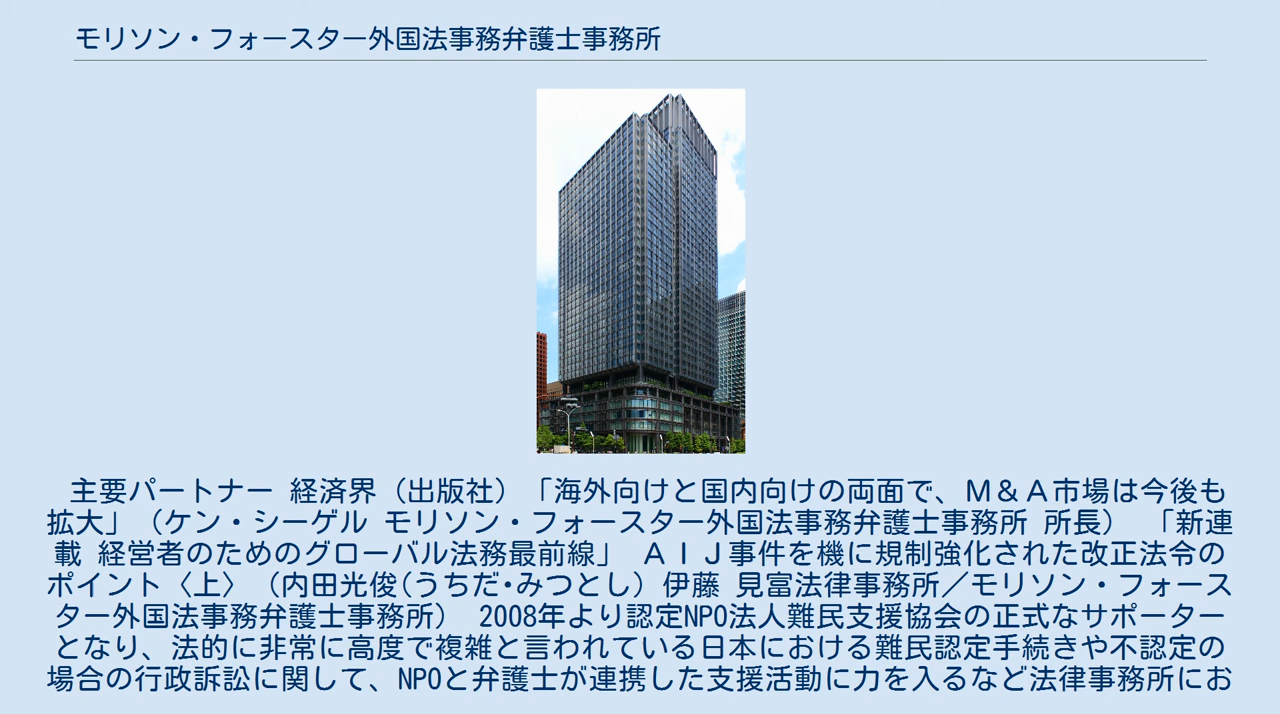 モリソン・フォースター外国法事務弁護士事務所
主要パートナー 経済界（出版社）「海外向けと国内向けの両面で、Ｍ＆Ａ市場は今後も
拡大」（ケン・シーゲル モリソン・フォースター外国法事務弁護士事務所 所長） 「新連
載 経営者のためのグローバル法務最前線」 ＡＩＪ事件を機に規制強化された改正法令の
ポイント〈上〉（内田光俊(うちだ・みつとし) 伊藤 見富法律事務所／モリソン・フォース
ター外国法事務弁護士事務所） 2008年より認定NPO法人難民支援協会の正式なサポーター
となり、法的に非常に高度で複雑と言われている日本における難民認定手続きや不認定の
場合の行政訴訟に関して、NPOと弁護士が連携した支援活動に力を入るなど法律事務所にお